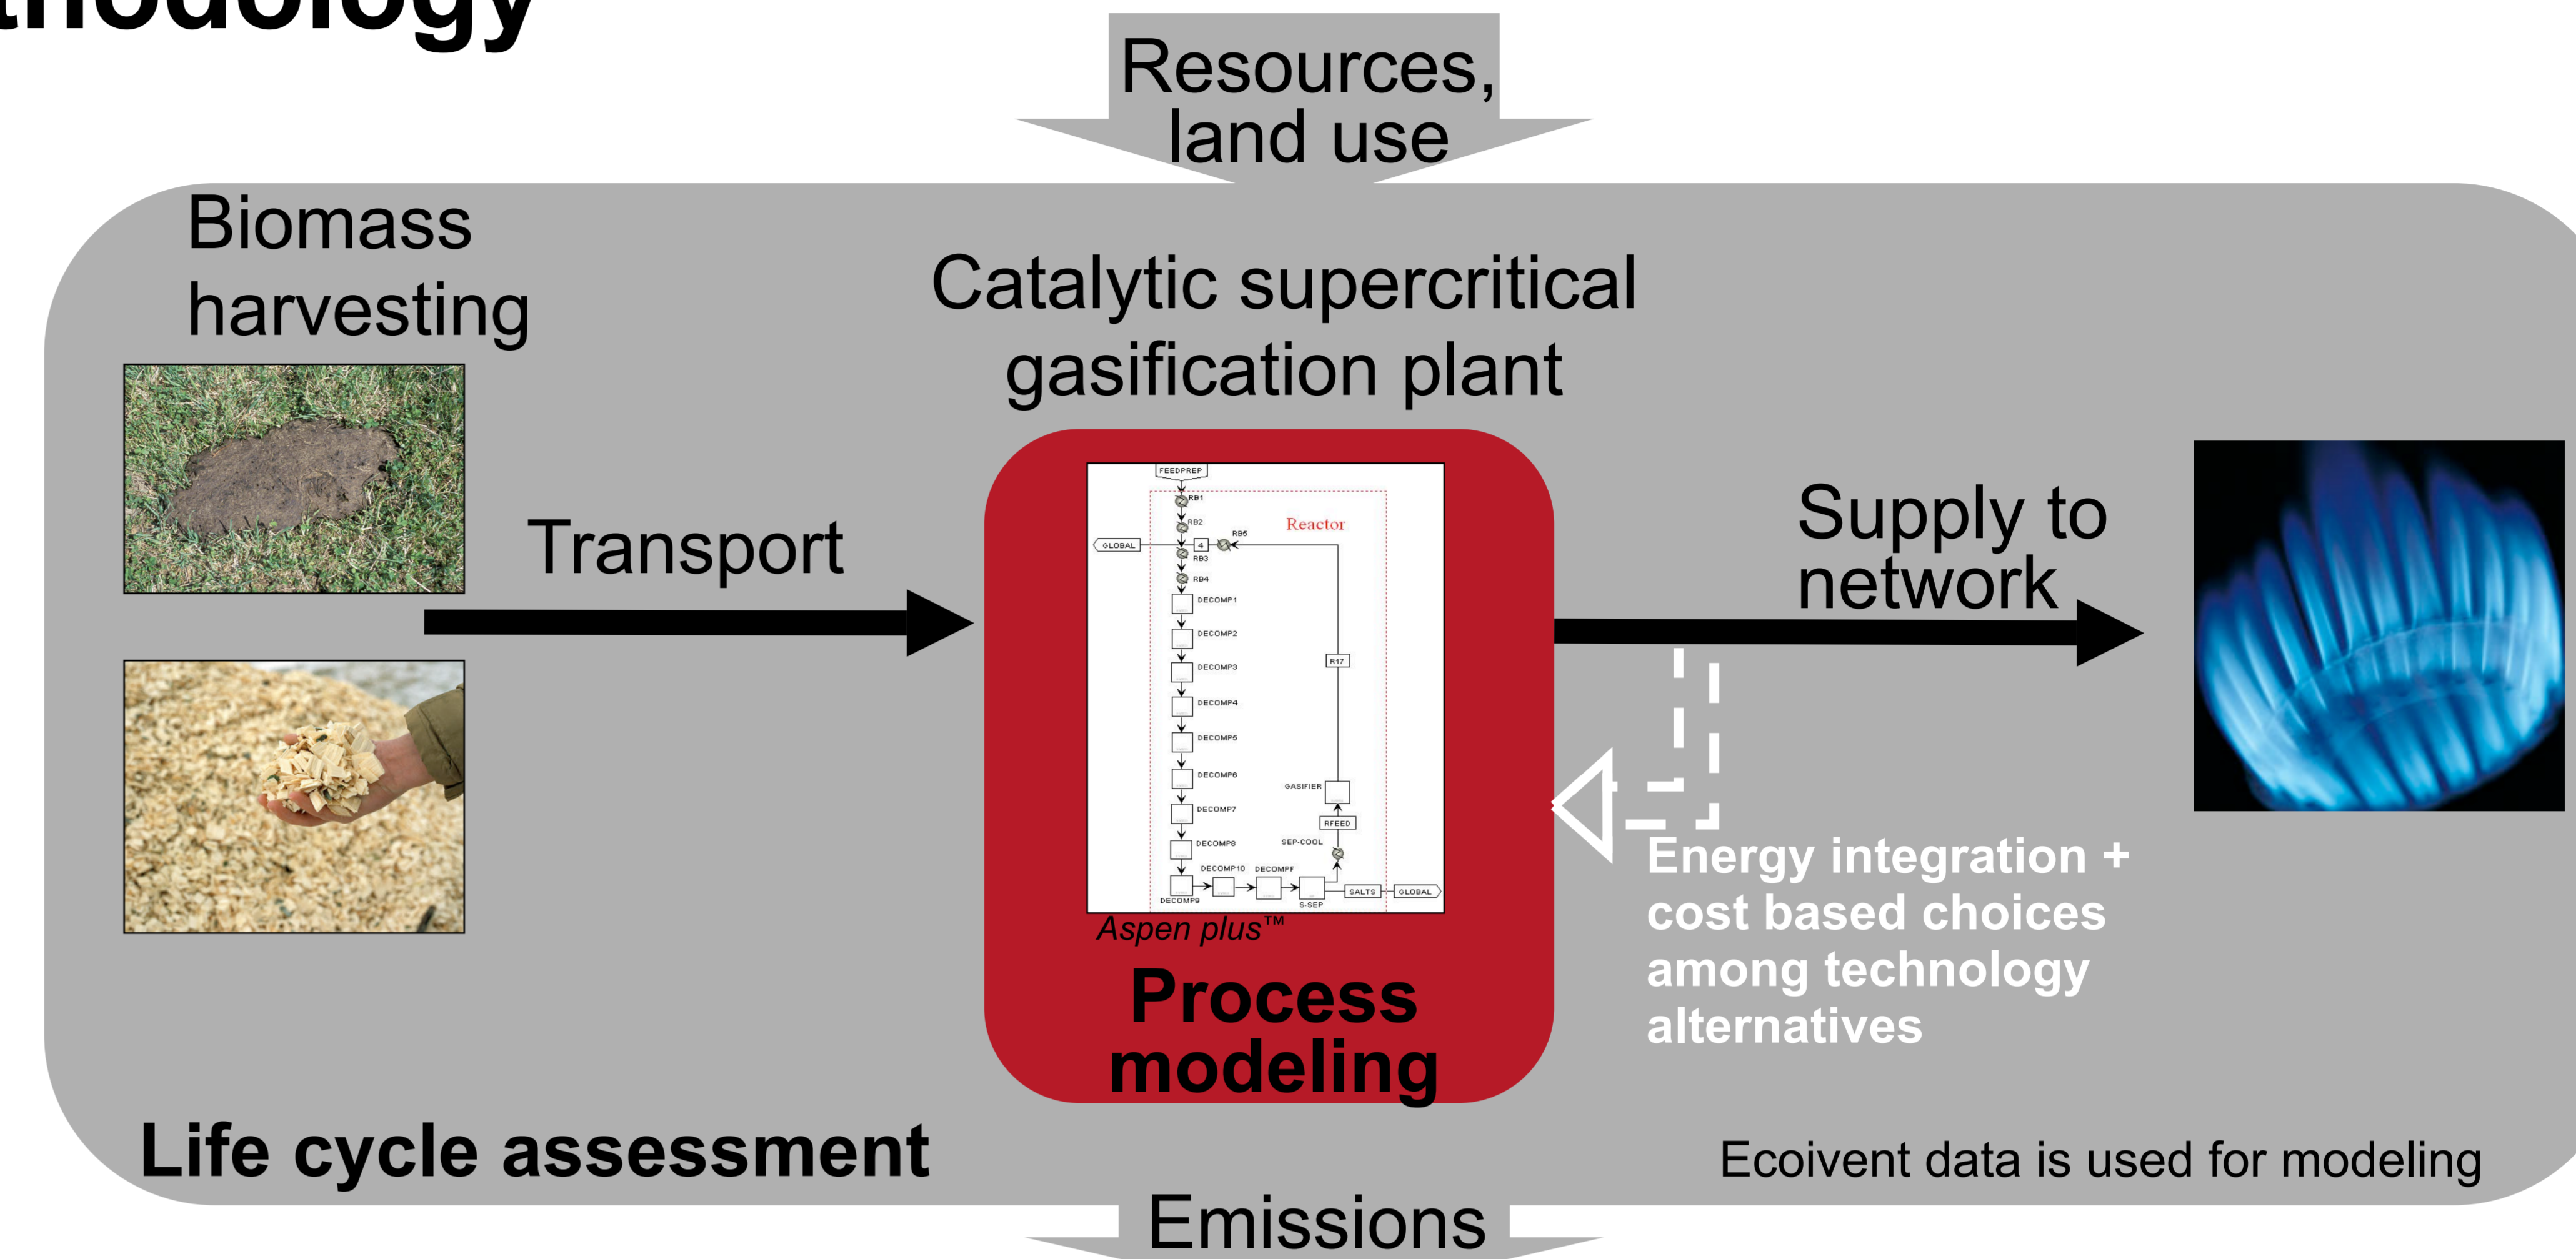 thodology
Resources,
land use
Biomass
harvesting
Catalytic supercritical
gasification plant
Transport
FEEDPREP
RB1
RB2
Reactor
RB5
GLOBAL
4
RB3
RB4
DECOMP1
DECOMP2
DECOMP3
R17
DECOMP4
DECOMP5
DECOMP6
GASIFIER
DECOMP7
RFEED
DECOMP8
SEP-COOL
DECOMP10 DECOMPF
DECOMP9
S-SEP
SALTS
GLOBAL
Aspen plus™
Process
modeling
Supply to
network
Energy integration +
cost based choices
among technology
alternatives
Life cycle assessment
Ecoivent data is used for modeling
Emissions